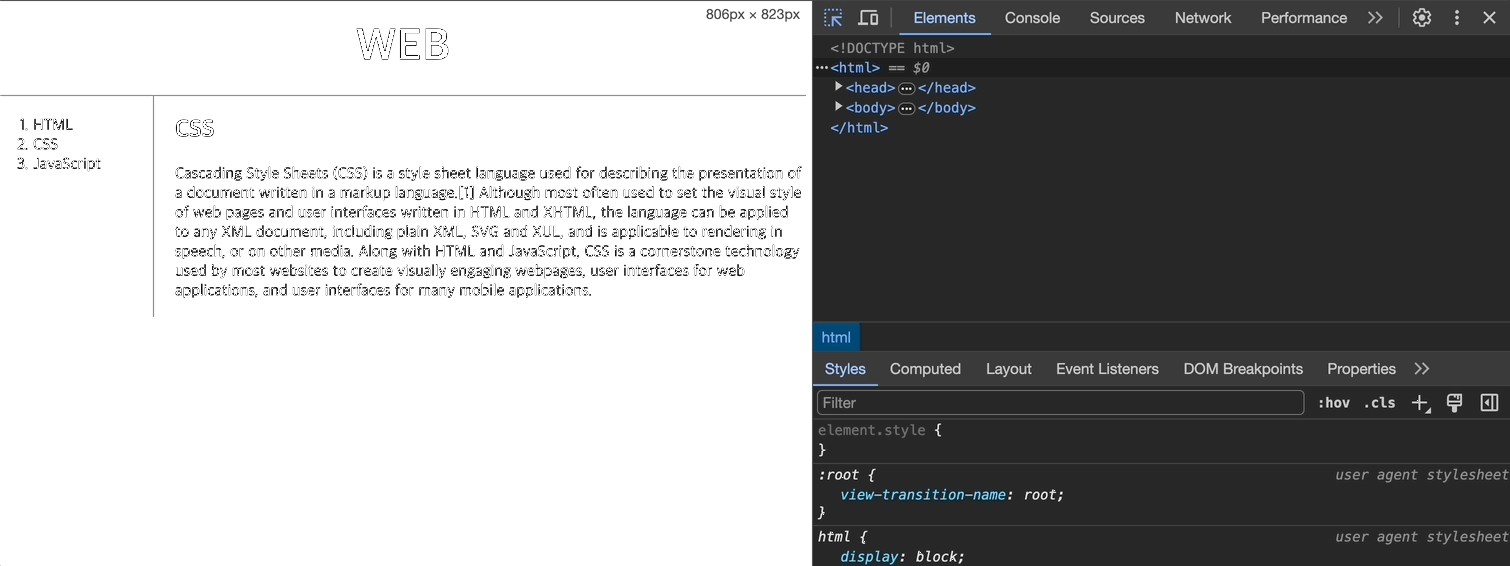 806px × 823px
WEB
1. HTML
2. CSS
3. JavaScript
CSS
Cascading Style Sheets (CSS) is a style sheet language used for describing the presentation of
a document written in a markup language.[1] Although most often used to set the visual style
of web pages and user interfaces written in HTML and XHTML, the language can be applied
to any XML document, including plain XML, SVG and XUL, and is applicable to rendering in
speech, or on other media. Along with HTML and JavaScript, CSS is a cornerstone technology
used by most websites to create visually engaging webpages, user interfaces for web
applications, and user interfaces for many mobile applications.
Elements Console Sources Network Performance
<!DOCTYPE html>
<html> == $0
<head> </head>
<body> </body>
</html>
html
Styles Computed Layout Event Listeners DOM Breakpoints Properties
Filter :hov .cls
element.style {
}
:root { user agent stylesheet
view-transition-name: root;
}
html { user agent stylesheet
display: block;